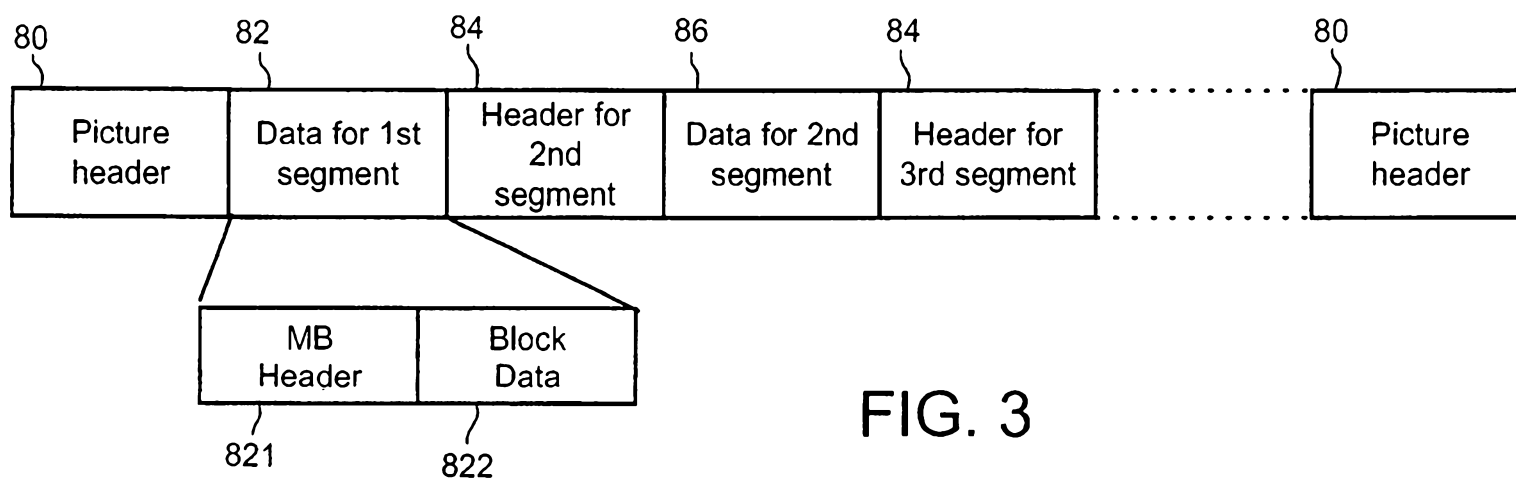 80
82
84
86
84
80
Picture
header
Data for 1st
segment
Header for
2nd
segment
Data for 2nd
segment
Header for
3rd segment
Picture
header
MB
Header
Block
Data
821
822
FIG. 3